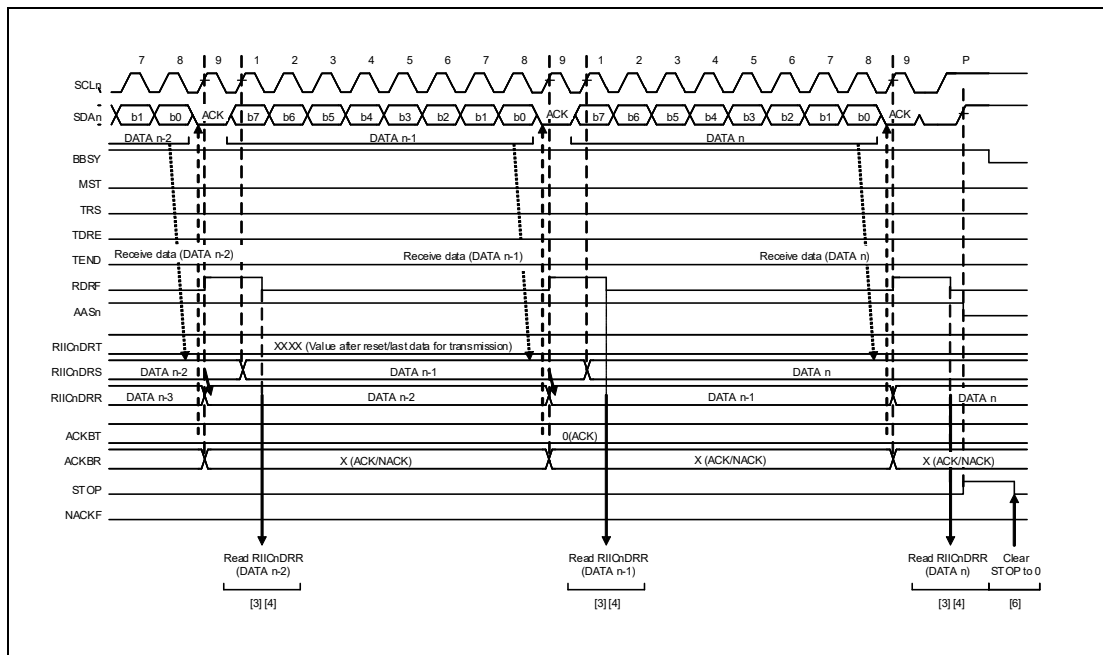 7 8 9 1 2 3 4 5 6 7 8 9 1 2 3 4 5 6 7 8 9 P
SCLn
SDAn b1 b0 ACK b7 b6 b5 b4 b3 b2 b1 b0 ACK b7 b6 b5 b4 b3 b2 b1 b0 ACK
DATA n-2 DATA n-1 DATA n
BBSY
MST
TRS
TDRE
Receive data (DATA n-2) Receive data (DATA n-1) Receive data (DATA n)
TEND
RDRF
AASn
RIICnDRT XXXX (Value after reset/last data for transmission)
RIICnDRS DATA n-2 DATA n-1 DATA n
RIICnDRR DATA n-3 DATA n-2 DATA n-1 DATA n
ACKBT 0(ACK)
ACKBR X (ACK/NACK) X (ACK/NACK) X (ACK/NACK)
STOP
NACKF
Read RIICnDRR Read RIICnDRR Read RIICnDRR Clear
(DATA n-2) (DATA n-1) (DATA n) STOP to 0
[3] [4] [3] [4] [3] [4] [6]